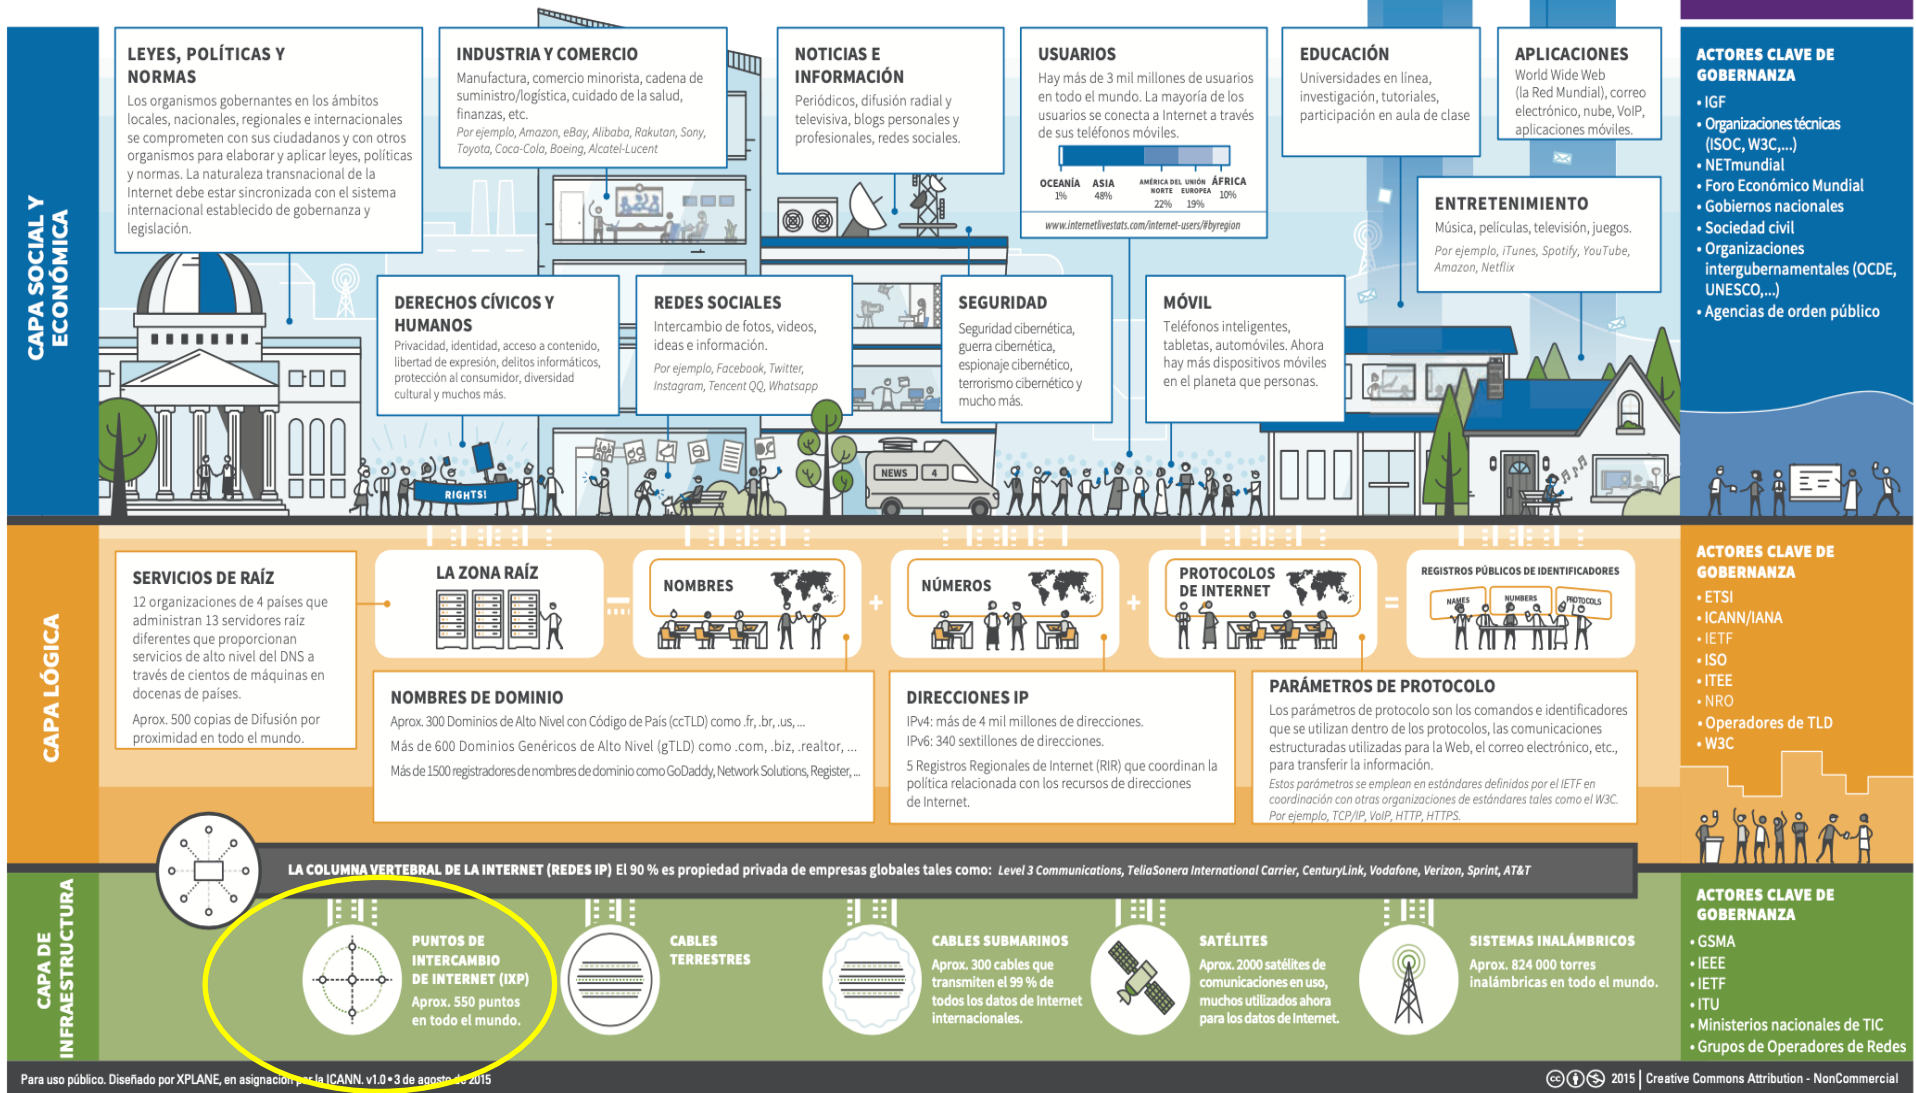 CAPA SOCIAL Y
ECONÓMICA
LEYES, POLÍTICAS Y
NORMAS
Los organismos gobernantes en los ámbitos
locales, nacionales, regionales e internacionales
se comprometen con sus ciudadanos y con otros
organismos para elaborar y aplicar leyes, políticas
y normas. La naturaleza transnacional de la
Internet debe estar sincronizada con el sistema
internacional establecido de gobernanza y
legislación.
INDUSTRIA Y COMERCIO
Manufactura, comercio minorista, cadena de
suministro/logística, cuidado de la salud,
finanzas, etc.
Por ejemplo, Amazon, eBay, Alibaba, Rakutan, Sony,
Toyota, Coca-Cola, Boeing, Alcatel-Lucent
NOTICIAS E
INFORMACIÓN
Periódicos, difusión radial y
televisiva, blogs personales y
profesionales, redes sociales.
USUARIOS
Hay más de 3 mil millones de usuarios
en todo el mundo. La mayoría de los
usuarios se conecta a Internet a través
de sus teléfonos móviles.
OCEANÍA
1%
ASIA
48%
AMÉRICA DEL
NORTE
22%
UNIÓN
EUROPEA
19%
ÁFRICA
10%
www.internetlivestats.com/internet-users/#byregion
EDUCACIÓN
Universidades en línea,
investigación, tutoriales,
participación en aula de clase
APLICACIONES
World Wide Web
(la Red Mundial), correo
electrónico, nube, VoIP,
aplicaciones móviles.
ENTRETENIMIENTO
Música, películas, televisión, juegos.
Por ejemplo, iTunes, Spotify, YouTube,
Amazon, Netflix
DERECHOS CÍVICOS Y
HUMANOS
Privacidad, identidad, acceso a contenido,
libertad de expresión, delitos informáticos,
protección al consumidor, diversidad
cultural y muchos más.
REDES SOCIALES
Intercambio de fotos, videos,
ideas e información.
Por ejemplo, Facebook, Twitter,
Instagram, Tencent QQ, Whatsapp
SEGURIDAD
Seguridad cibernética,
guerra cibernética,
espionaje cibernético,
terrorismo cibernético y
mucho más.
MÓVIL
Teléfonos inteligentes,
tabletas, automóviles. Ahora
hay más dispositivos móviles
en el planeta que personas.
RIGHTS!
NEWS 4
ACTORES CLAVE DE
GOBERNANZA
• IGF
• Organizaciones técnicas
(ISOC, W3C,...)
• NETmundial
• Foro Económico Mundial
• Gobiernos nacionales
• Sociedad civil
• Organizaciones
intergubernamentales (OCDE,
UNESCO,...)
• Agencias de orden público
CAPA LÓGICA
SERVICIOS DE RAÍZ
12 organizaciones de 4 países que
administran 13 servidores raíz
diferentes que proporcionan
servicios de alto nivel del DNS a
través de cientos de máquinas en
docenas de países.
Aprox. 500 copias de Difusión por
proximidad en todo el mundo.
LA ZONA RAÍZ
=
NOMBRES
+
NÚMEROS
+
PROTOCOLOS
DE INTERNET
=
REGISTROS PÚBLICOS DE IDENTIFICADORES
NAMES
NUMBERS
PROTOCOLS
NOMBRES DE DOMINIO
Aprox. 300 Dominios de Alto Nivel con Código de País (ccTLD) como .fr, .br, .us, ...
Más de 600 Dominios Genéricos de Alto Nivel (gTLD) como .com, .biz, .realtor, ...
Más de 1500 registradores de nombres de dominio como GoDaddy, Network Solutions, Register, ...
DIRECCIONES IP
IPv4: más de 4 mil millones de direcciones.
IPv6: 340 sextillones de direcciones.
5 Registros Regionales de Internet (RIR) que coordinan la
política relacionada con los recursos de direcciones
de Internet.
PARÁMETROS DE PROTOCOLO
Los parámetros de protocolo son los comandos e identificadores
que se utilizan dentro de los protocolos, las comunicaciones
estructuradas utilizadas para la Web, el correo electrónico, etc.,
para transferir la información.
Estos parámetros se emplean en estándares definidos por el IETF en
coordinación con otras organizaciones de estándares tales como el W3C.
Por ejemplo, TCP/IP, VoIP, HTTP, HTTPS.
ACTORES CLAVE DE
GOBERNANZA
• ETSI
• ICANN/IANA
• IETF
• ISO
• ITEE
• NRO
• Operadores de TLD
• W3C
LA COLUMNA VERTEBRAL DE LA INTERNET (REDES IP) El 90 % es propiedad privada de empresas globales tales como: Level 3 Communications, TeliaSonera International Carrier, CenturyLink, Vodafone, Verizon, Sprint, AT&T
CAPA DE
INFRAESTRUCTURA
PUNTOS DE
INTERCAMBIO
DE INTERNET (IXP)
Aprox. 550 puntos
en todo el mundo.
CABLES
TERRESTRES
CABLES SUBMARINOS
Aprox. 300 cables que
transmiten el 99 % de
todos los datos de Internet
internacionales.
SATÉLITES
Aprox. 2000 satélites de
comunicaciones en uso,
muchos utilizados ahora
para los datos de Internet.
SISTEMAS INALÁMBRICOS
Aprox. 824 000 torres
inalámbricas en todo el mundo.
ACTORES CLAVE DE
GOBERNANZA
• GSMA
• IEEE
• IETF
• ITU
• Ministerios nacionales de TIC
• Grupos de Operadores de Redes
Para uso público. Diseñado por XPLANE, en asignación por la ICANN. v1.0 • 3 de agosto de 2015
2015 | Creative Commons Attribution - NonCommercial